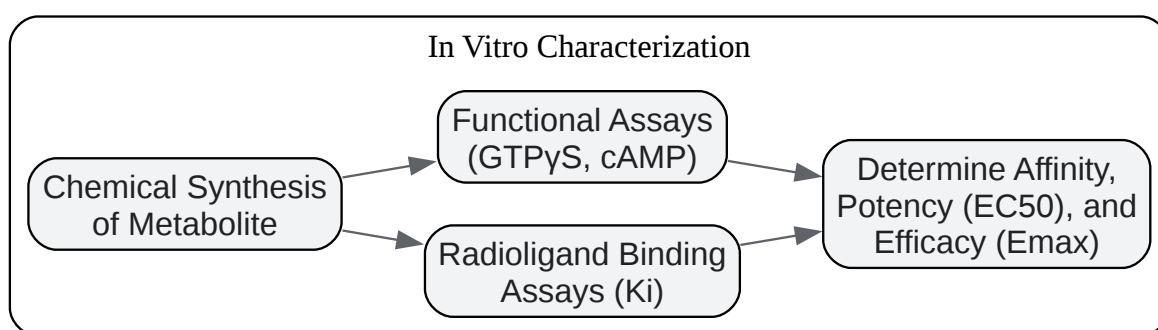 In Vitro Characterization
Chemical Synthesis
of Metabolite
Functional Assays
(GTPγS, cAMP)
Radioligand Binding
Assays (Ki)
Determine Affinity,
Potency (EC50), and
Efficacy (Emax)